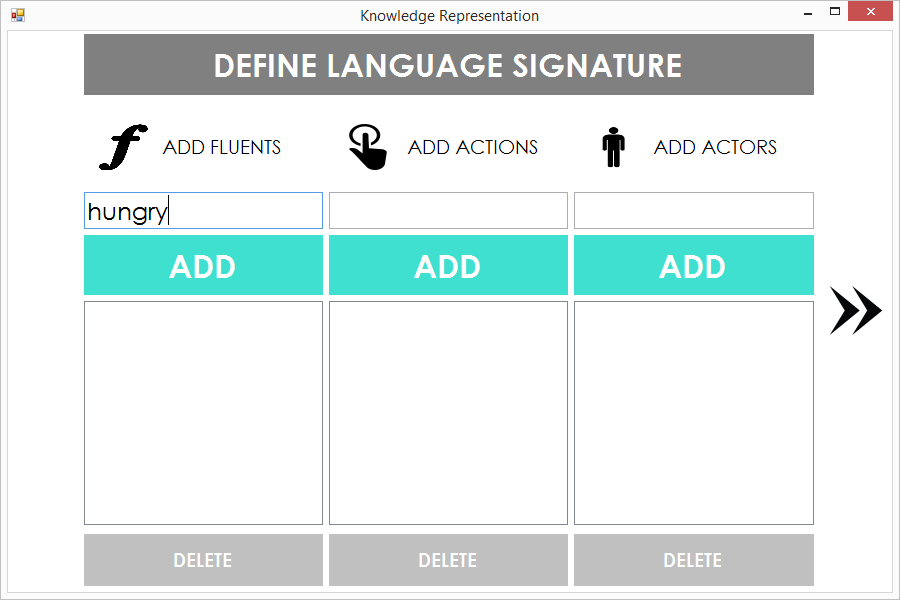 Knowledge Representation
DEFINE LANGUAGE SIGNATURE
ADD FLUENTS
ADD ACTIONS
ADD ACTORS
hungry
ADD
ADD
ADD
DELETE
DELETE
DELETE